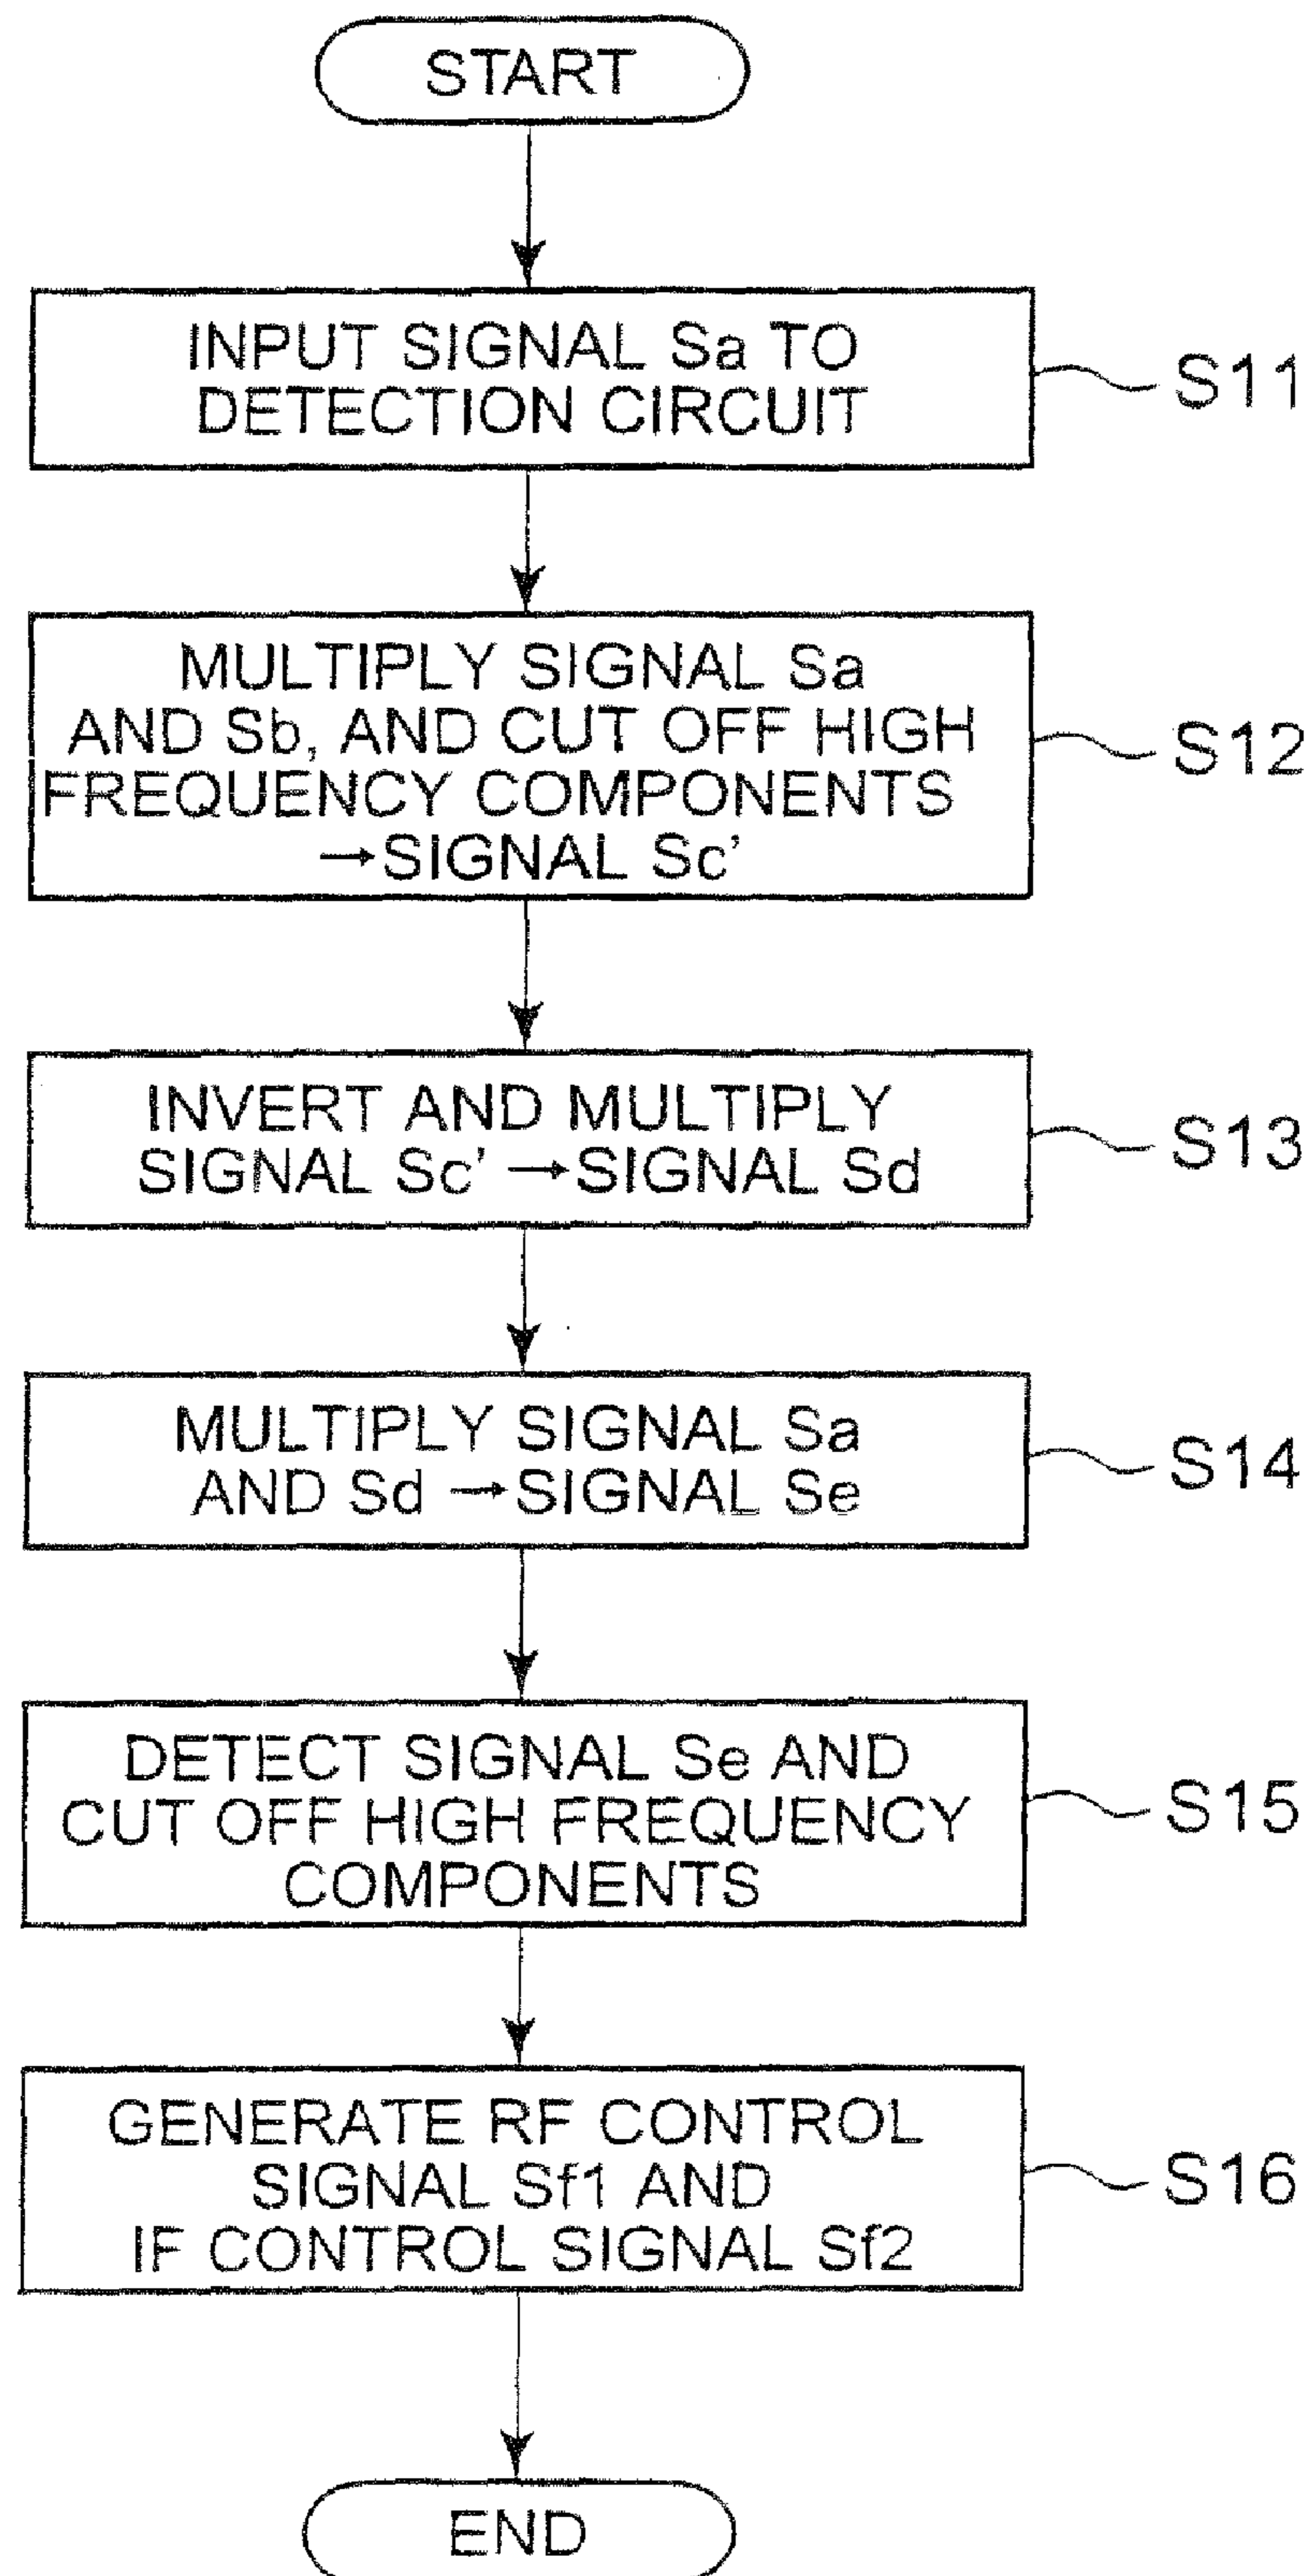 START
INPUT SIGNAL Sa TO
DETECTION CIRCUIT
S11
MULTIPLY SIGNAL Sa
AND Sb, AND CUT OFF HIGH
FREQUENCY COMPONENTS
→SIGNAL Sc’
S12
INVERT AND MULTIPLY
SIGNAL Sc’ →SIGNAL Sd
S13
MULTIPLY SIGNAL Sa
AND Sd →SIGNAL Se
S14
DETECT SIGNAL Se AND
CUT OFF HIGH FREQUENCY
COMPONENTS
S15
GENERATE RF CONTROL
SIGNAL Sf1 AND
IF CONTROL SIGNAL Sf2
S16
END